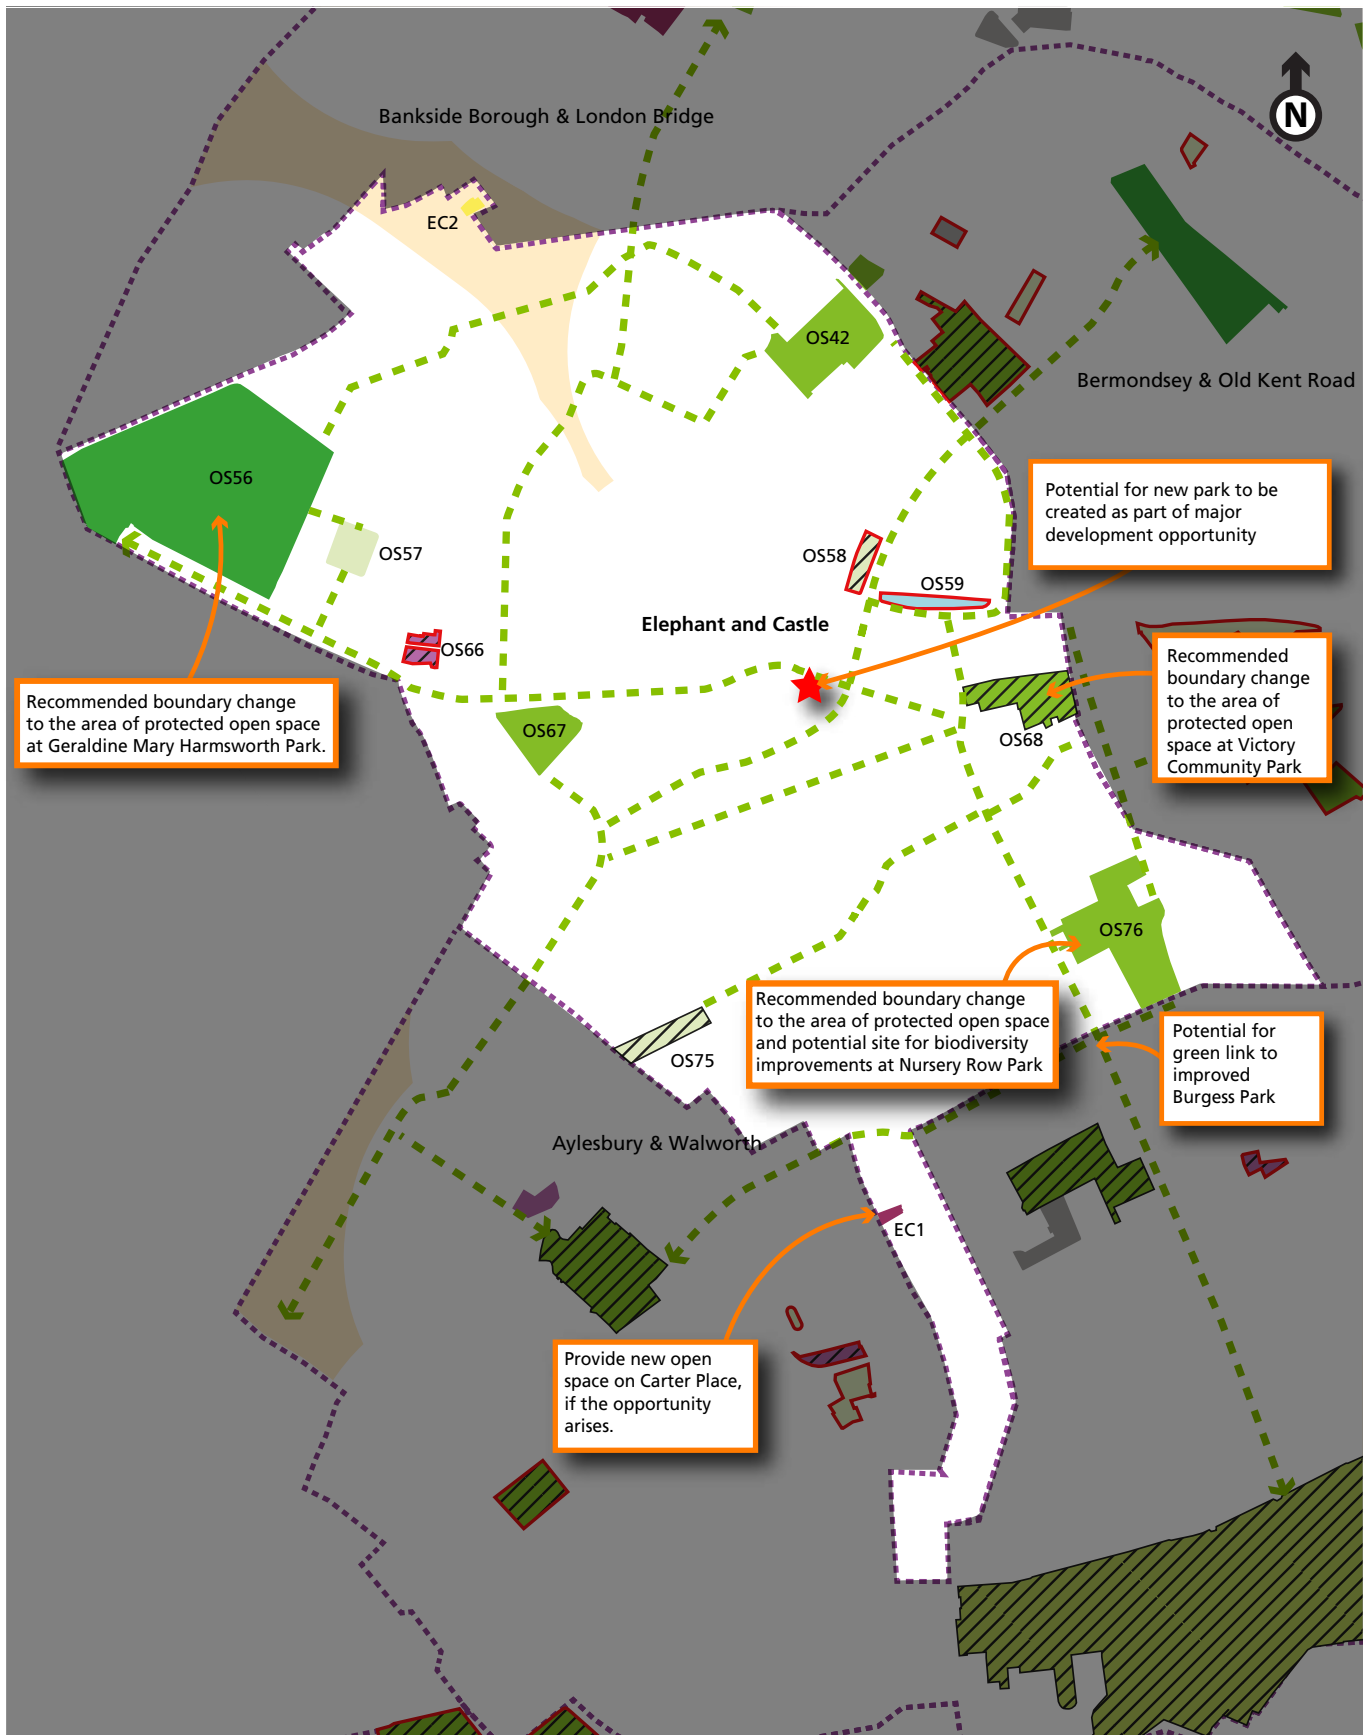 Bankside Borough & London Bridge
N
EC2
OS42
Bermondsey & Old Kent Road
OS56
Potential for new park to be
created as part of major
development opportunity
OS57
OS58
OS59
Elephant and Castle
OS66
Recommended
boundary change
to the area of
protected open
space at Victory
Community Park
Recommended boundary change
to the area of protected open space
at Geraldine Mary Harmsworth Park.
OS67
OS68
OS76
Recommended boundary change
to the area of protected open space
and potential site for biodiversity
improvements at Nursery Row Park
Potential for
green link to
improved
Burgess Park
OS75
Aylesbury & Walworth
EC1
Provide new open
space on Carter Place,
if the opportunity
arises.